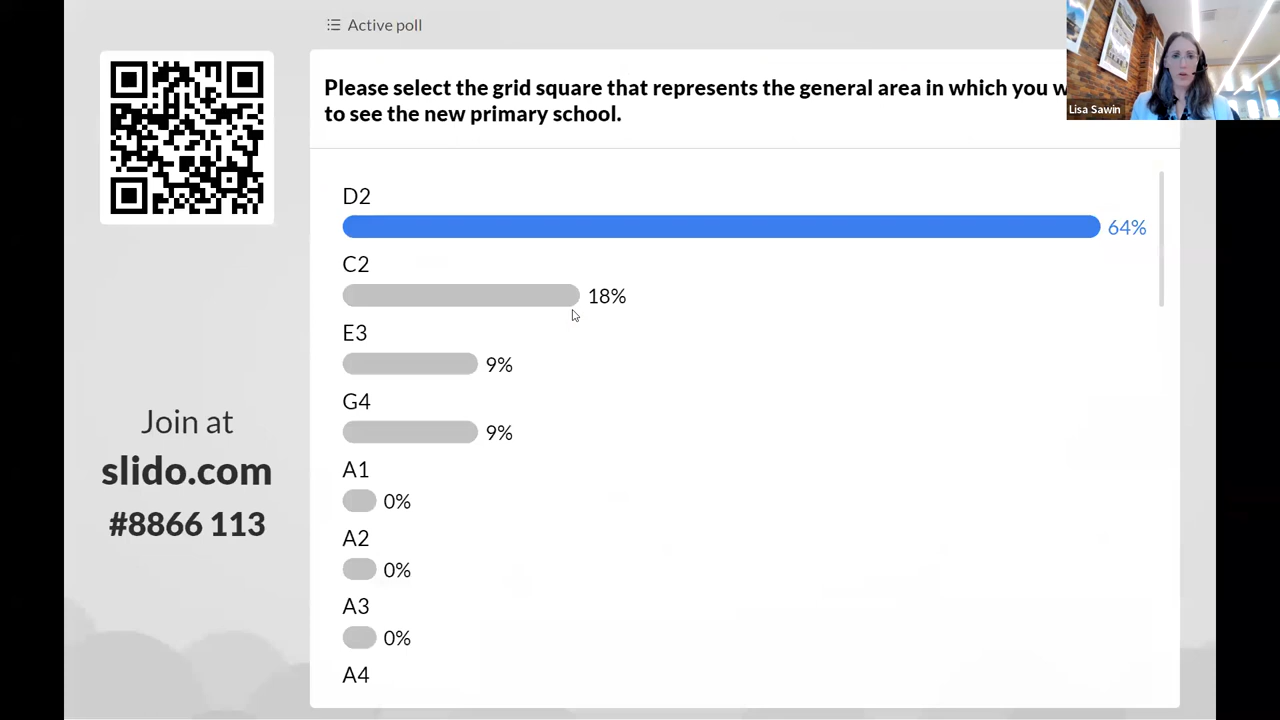 Active poll
Please select the grid square that represents the general area in which you
to see the new primary school.
Lisa Sawin
D2
64%
C2
18%
E3
9%
G4
9%
A1
0%
A2
0%
A3
0%
A4
Join at
slido.com
#8866 113